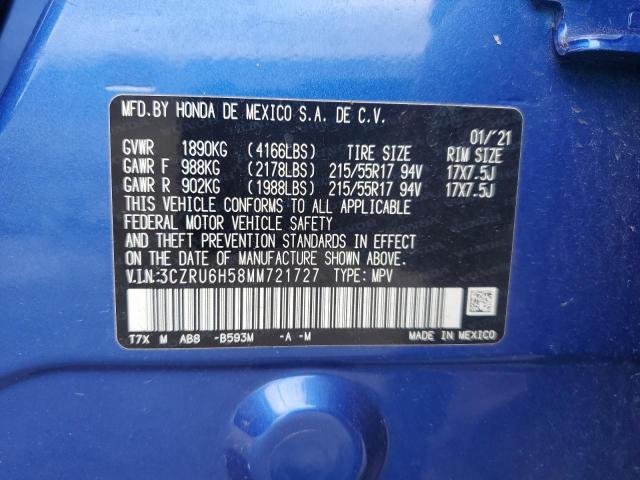 MFD.BY HONDA DE MEXICO S.A. DE C.V.
01/'21
GVWR 1890KG (4166LBS) TIRE SIZE RIM SIZE
GAWR F 988KG (2178LBS) 215/55R17 94V 17X7.5J
GAWR R 902KG (1988LBS) 215/55R17 94V 17X7.5J
THIS VEHICLE CONFORMS TO ALL APPLICABLE
FEDERAL MOTOR VEHICLE SAFETY
AND THEFT PREVENTION STANDARDS IN EFFECT
ON THE DATE OF MANUFACTURE SHOWN ABOVE.
V.I.N:3CZRU6H58MM721727 TYPE: MPV
T7X M AB8 -B593M -A -M
MADE IN MEXICO